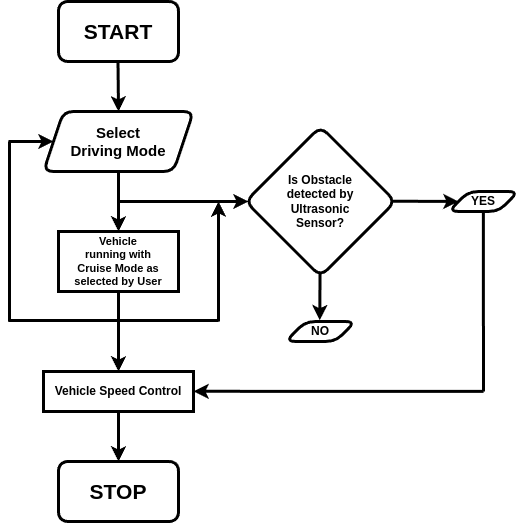 START
Select
Driving Mode
Is Obstacle
detected by
Ultrasonic
Sensor?
YES
Vehicle
running with
Cruise Mode as
selected by User
NO
Vehicle Speed Control
STOP